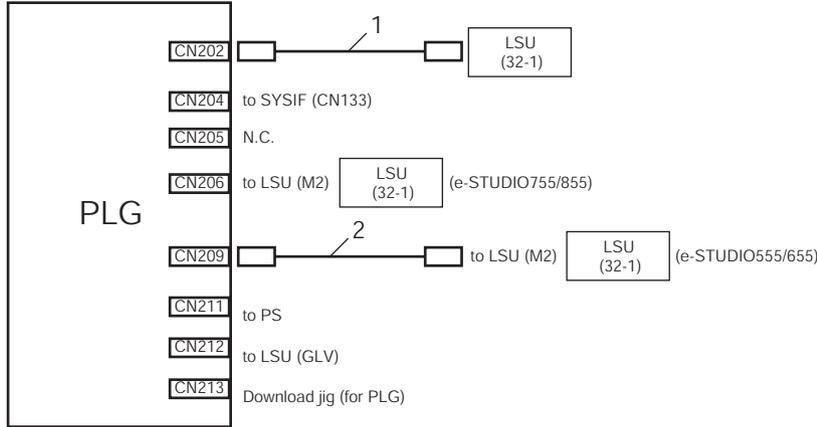 1
CN202
LSU
(32-1)
CN204 to SYSIF (CN133)
CN205 N.C.
CN206 to LSU (M2)
LSU
(32-1)
(e-STUDIO755/855)
PLG
2
CN209
to LSU (M2)
LSU
(32-1)
(e-STUDIO555/655)
CN211 to PS
CN212 to LSU (GLV)
CN213 Download jig (for PLG)